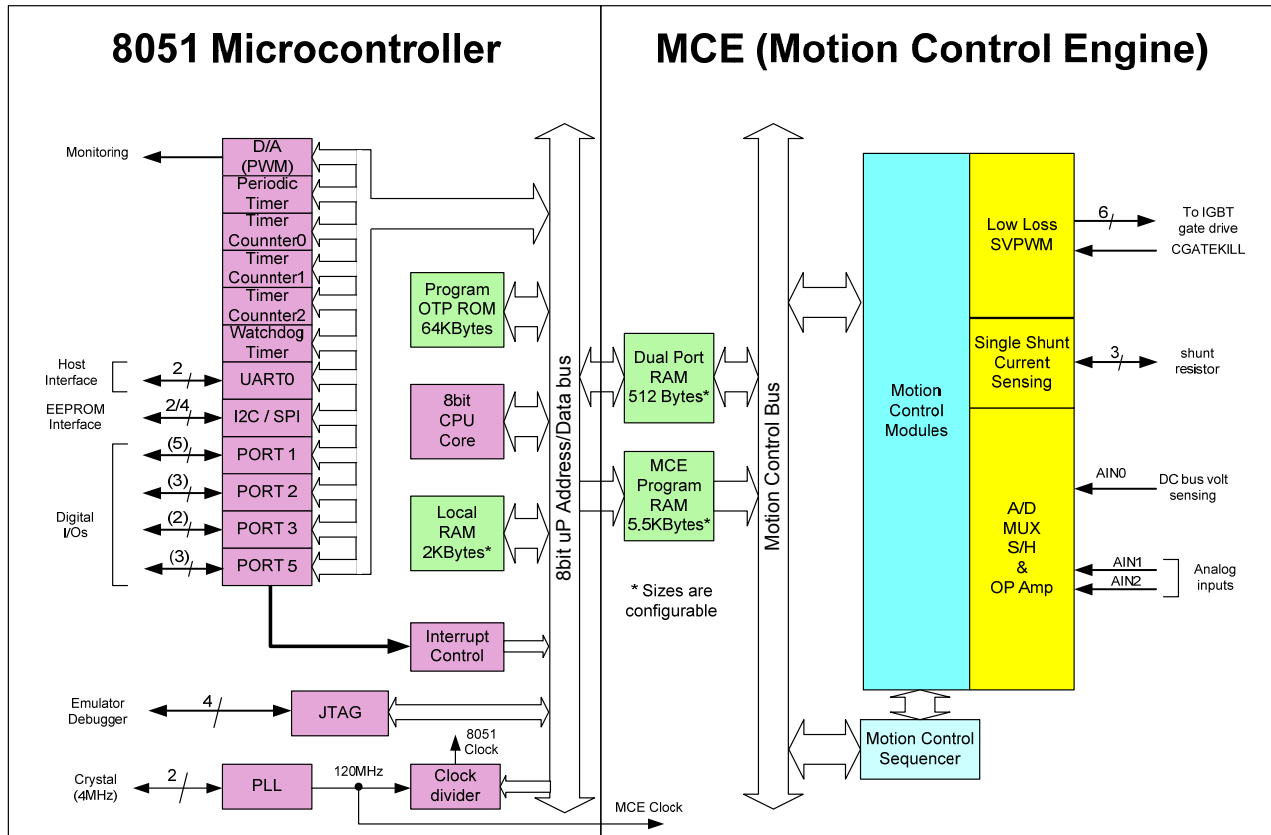 8051 Microcontroller
MCE (Motion Control Engine)
Monitoring
D/A
(PWM)
Periodic
Timer
Timer
Counnter0
Timer
Counnter1
Timer
Counnter2
Watchdog
Timer
Host
Interface
2
UART0
EEPROM
Interface
2/4
I2C / SPI
Digital
I/Os
(5)
PORT 1
(3)
PORT 2
(2)
PORT 3
(3)
PORT 5
Program
OTP ROM
64KBytes
8bit
CPU
Core
Local
RAM
2KBytes*
Interrupt
Control
Emulator
Debugger
4
JTAG
8051
Clock
Crystal
(4MHz)
2
PLL
120MHz
Clock
divider
MCE Clock
8bit uP Address/Data bus
Dual Port
RAM
512 Bytes*
MCE
Program
RAM
5.5KBytes*
* Sizes are
configurable
Motion Control Bus
Motion
Control
Modules
Low Loss
SVPWM
6
To IGBT
gate drive
CGATEKILL
Single Shunt
Current
Sensing
3
shunt
resistor
A/D
MUX
S/H
&
OP Amp
AIN0
DC bus volt
sensing
AIN1
AIN2
Analog
inputs
Motion Control
Sequencer